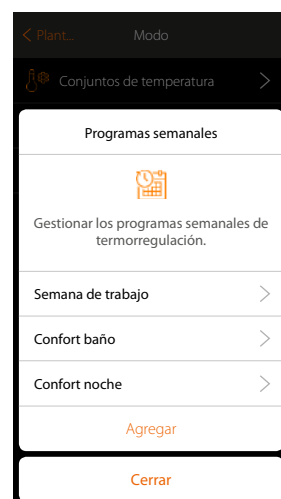 Plant... Modo
Conjuntos de temperatura
Programas semanales
Gestionar los programas semanales de
termorregulación.
Semana de trabajo
Confort baño
Confort noche
Agregar
Cerrar